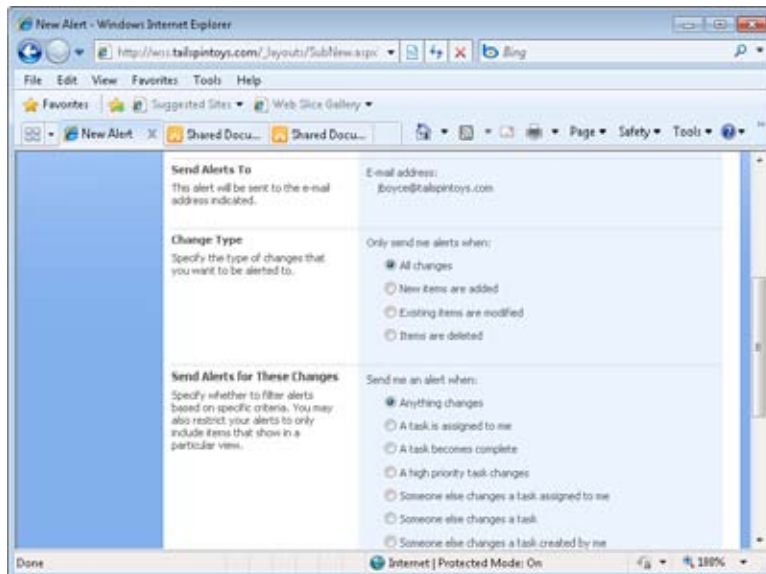 New Alert - Windows Internet Explorer
http://wss.tailspintoys.com/_layouts/SubNew.aspx
Bing
File Edit View Favorites Tools Help
Favorites Suggested Sites Web Slice Gallery
New Alert Shared Docu... Shared Docu... Page Safety Tools
Send Alerts To
This alert will be sent to the e-mail
address indicated.
E-mail address:
jboyce@tailspintoys.com
Change Type
Specify the type of changes that
you want to be alerted to.
Only send me alerts when:
All changes
New items are added
Existing items are modified
Items are deleted
Send Alerts for These Changes
Specify whether to filter alerts
based on specific criteria. You may
also restrict your alerts to only
include items that show in a
particular view.
Send me an alert when:
Anything changes
A task is assigned to me
A task becomes complete
A high priority task changes
Someone else changes a task assigned to me
Someone else changes a task
Someone else changes a task created by me
Done Internet | Protected Mode: On 100%